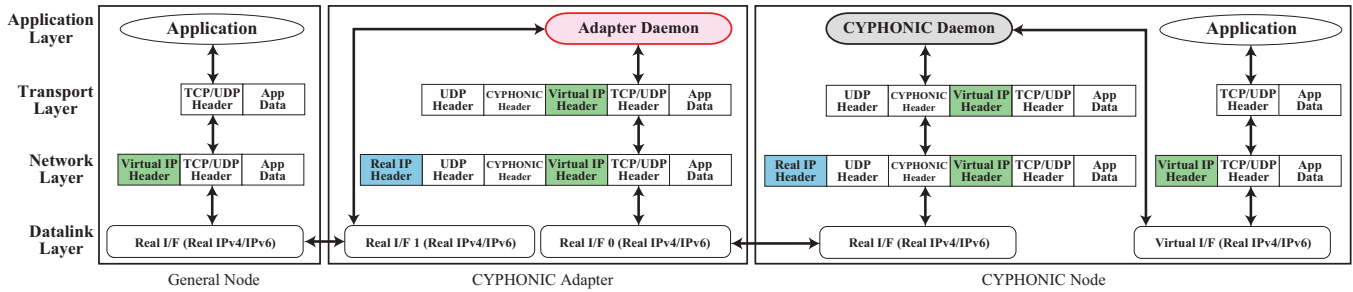 Application
Layer
Application
Adapter Daemon
CYPHONIC Daemon
Application
Transport
Layer
TCP/UDP
Header
App
Data
UDP
Header
CYPHONIC
Header
Virtual IP
Header
TCP/UDP
Header
App
Data
UDP
Header
CYPHONIC
Header
Virtual IP
Header
TCP/UDP
Header
App
Data
TCP/UDP
Header
App
Data
Network
Layer
Virtual IP
Header
TCP/UDP
Header
App
Data
Real IP
Header
UDP
Header
CYPHONIC
Header
Virtual IP
Header
TCP/UDP
Header
App
Data
Real IP
Header
UDP
Header
CYPHONIC
Header
Virtual IP
Header
TCP/UDP
Header
App
Data
Virtual IP
Header
TCP/UDP
Header
App
Data
Datalink
Layer
Real I/F (Real IPv4/IPv6)
Real I/F 1 (Real IPv4/IPv6)
Real I/F 0 (Real IPv4/IPv6)
Real I/F (Real IPv4/IPv6)
Virtual I/F (Real IPv4/IPv6)
General Node
CYPHONIC Adapter
CYPHONIC Node